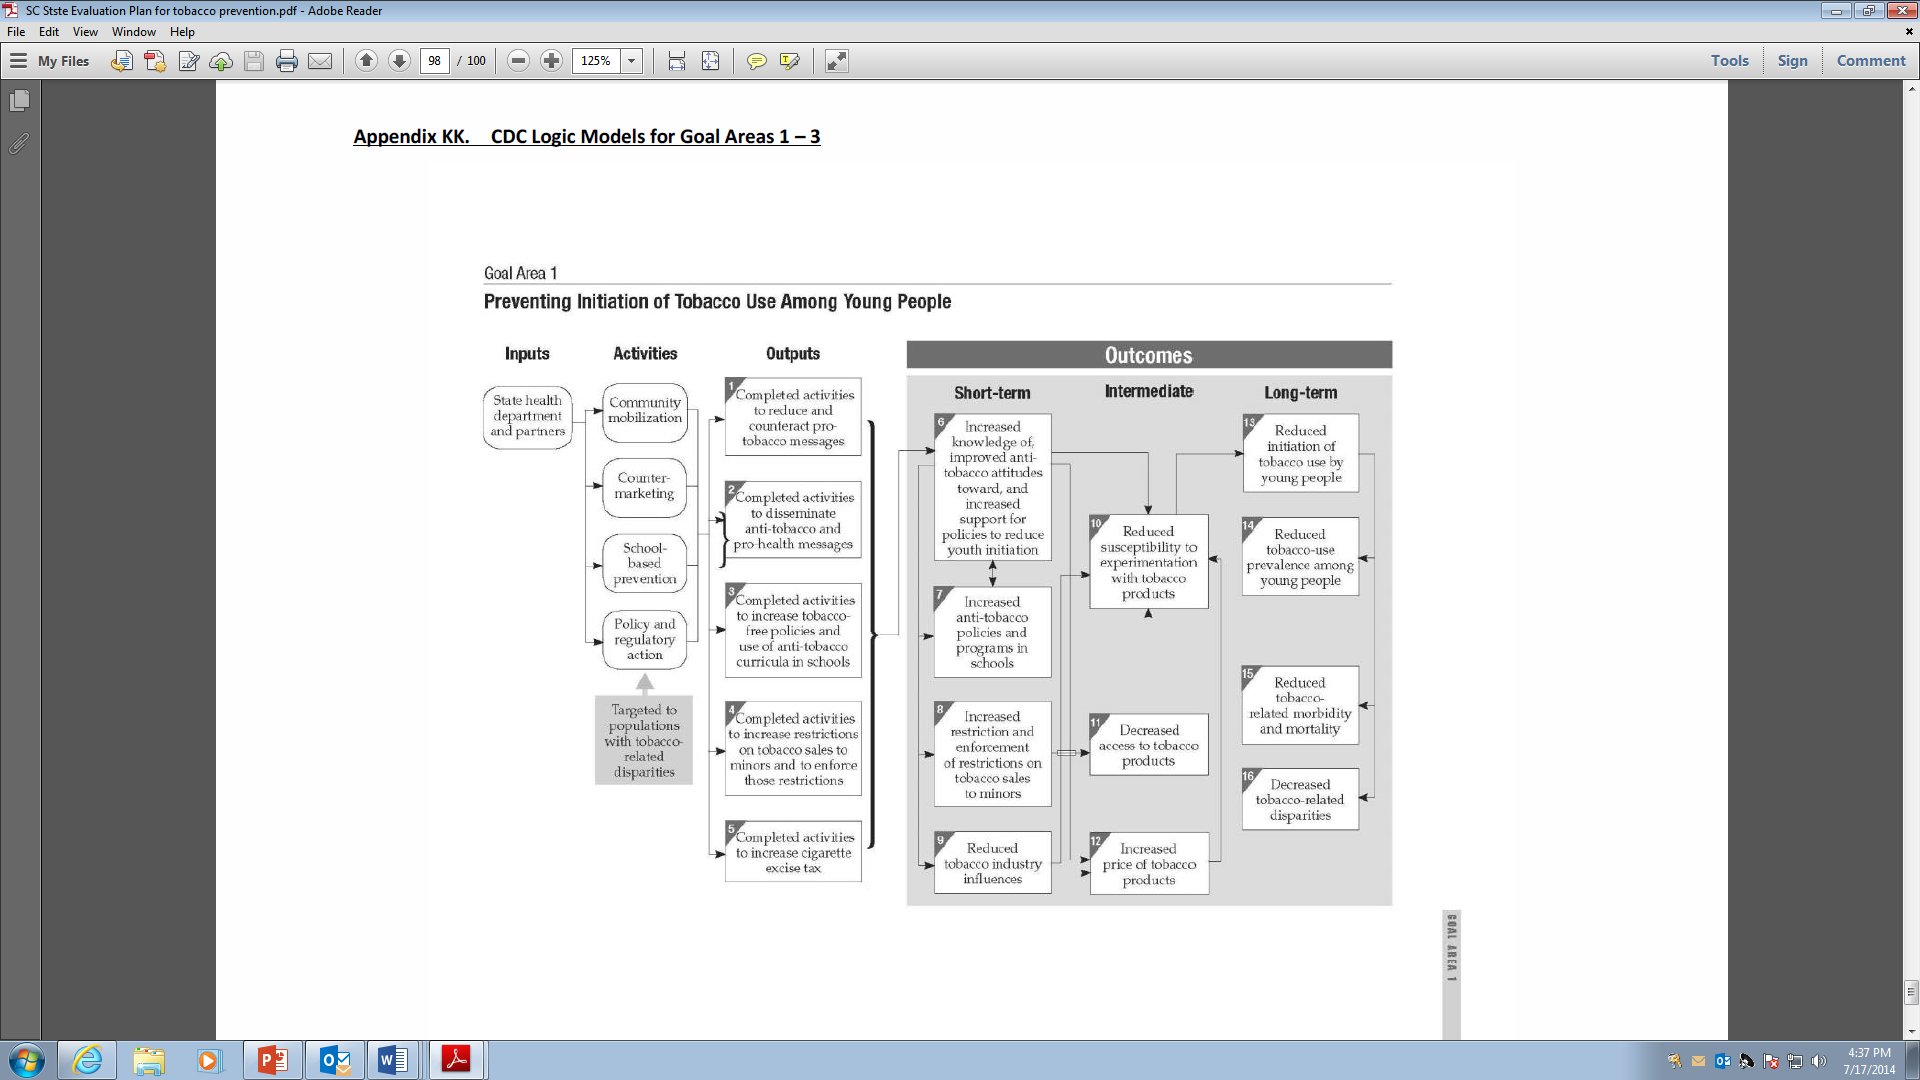 SC Stste Evaluation Plan for tobacco prevention.pdf - Adobe Reader
File Edit View Window Help
My Files 98 / 100 125% Tools Sign Comment
Appendix KK. CDC Logic Models for Goal Areas 1 – 3
Goal Area 1
Preventing Initiation of Tobacco Use Among Young People
Inputs
State health
department
and partners
Activities
Community
mobilization
Counter-
marketing
School-
based
prevention
Policy and
regulatory
action
Targeted to
populations
with tobacco-
related
disparities
Outputs
1
Completed activities
to reduce and
counteract pro-
tobacco messages
2
Completed activities
to disseminate
anti-tobacco and
pro-health messages
3
Completed activities
to increase tobacco-
free policies and
use of anti-tobacco
curricula in schools
4
Completed activities
to increase restrictions
on tobacco sales to
minors and to enforce
those restrictions
5
Completed activities
to increase cigarette
excise tax
Outcomes
Short-term
6
Increased
knowledge of,
improved anti-
tobacco attitudes
toward, and
increased
support for
policies to reduce
youth initiation
7
Increased
anti-tobacco
policies and
programs in
schools
8
Increased
restriction and
enforcement
of restrictions on
tobacco sales
to minors
9
Reduced
tobacco industry
influences
Intermediate
10
Reduced
susceptibility to
experimentation
with tobacco
products
11
Decreased
access to tobacco
products
12
Increased
price of tobacco
products
Long-term
13
Reduced
initiation of
tobacco use by
young people
14
Reduced
tobacco-use
prevalence among
young people
15
Reduced
tobacco-
related morbidity
and mortality
16
Decreased
tobacco-related
disparities
GOAL AREA 1
4:37 PM
7/17/2014